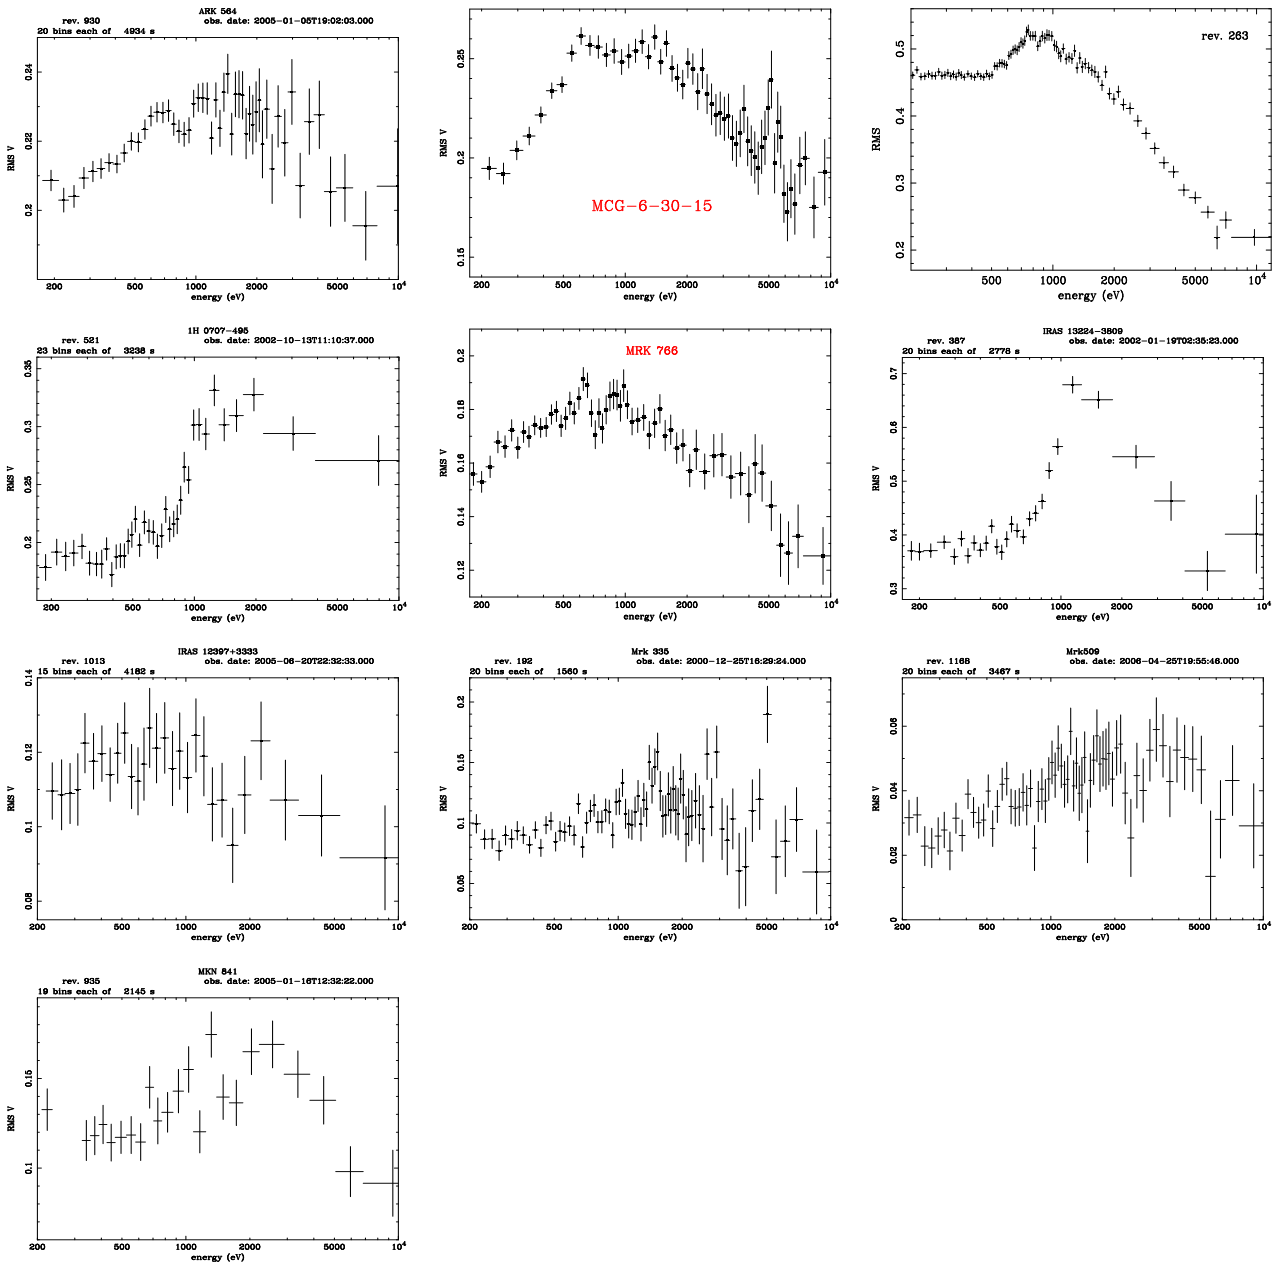 ARK 564
rev. 930 obs. date: 2005-01-05T19:02:03.000
20 bins each of 4934 s
RMS V
0.24
0.22
0.2
200 500 1000 2000 5000 10⁴
energy (eV)
MCG-6-30-15
RMS V
0.25
0.2
0.15
200 500 1000 2000 5000 10⁴
energy (eV)
rev. 263
RMS
0.5
0.4
0.3
0.2
500 1000 2000 5000 10⁴
energy (eV)
1H 0707-495
rev. 521 obs. date: 2002-10-13T11:10:37.000
23 bins each of 3238 s
RMS V
0.35
0.3
0.25
0.2
200 500 1000 2000 5000 10⁴
energy (eV)
MRK 766
RMS V
0.2
0.18
0.16
0.14
0.12
200 500 1000 2000 5000 10⁴
energy (eV)
IRAS 13224-3809
rev. 387 obs. date: 2002-01-19T02:35:23.000
20 bins each of 2778 s
RMS V
0.7
0.6
0.5
0.4
0.3
200 500 1000 2000 5000 10⁴
energy (eV)
IRAS 12397+3333
rev. 1013 obs. date: 2005-06-20T22:32:33.000
15 bins each of 4182 s
RMS V
0.14
0.12
0.1
0.08
200 500 1000 2000 5000 10⁴
energy (eV)
Mrk 335
rev. 192 obs. date: 2000-12-25T16:29:24.000
20 bins each of 1560 s
RMS V
0.2
0.15
0.1
0.05
200 500 1000 2000 5000 10⁴
energy (eV)
Mrk509
rev. 1168 obs. date: 2006-04-25T19:55:46.000
20 bins each of 3467 s
RMS V
0.06
0.04
0.02
0
200 500 1000 2000 5000 10⁴
energy (eV)
MKN 841
rev. 935 obs. date: 2005-01-16T12:32:22.000
19 bins each of 2145 s
RMS V
0.15
0.1
200 500 1000 2000 5000 10⁴
energy (eV)